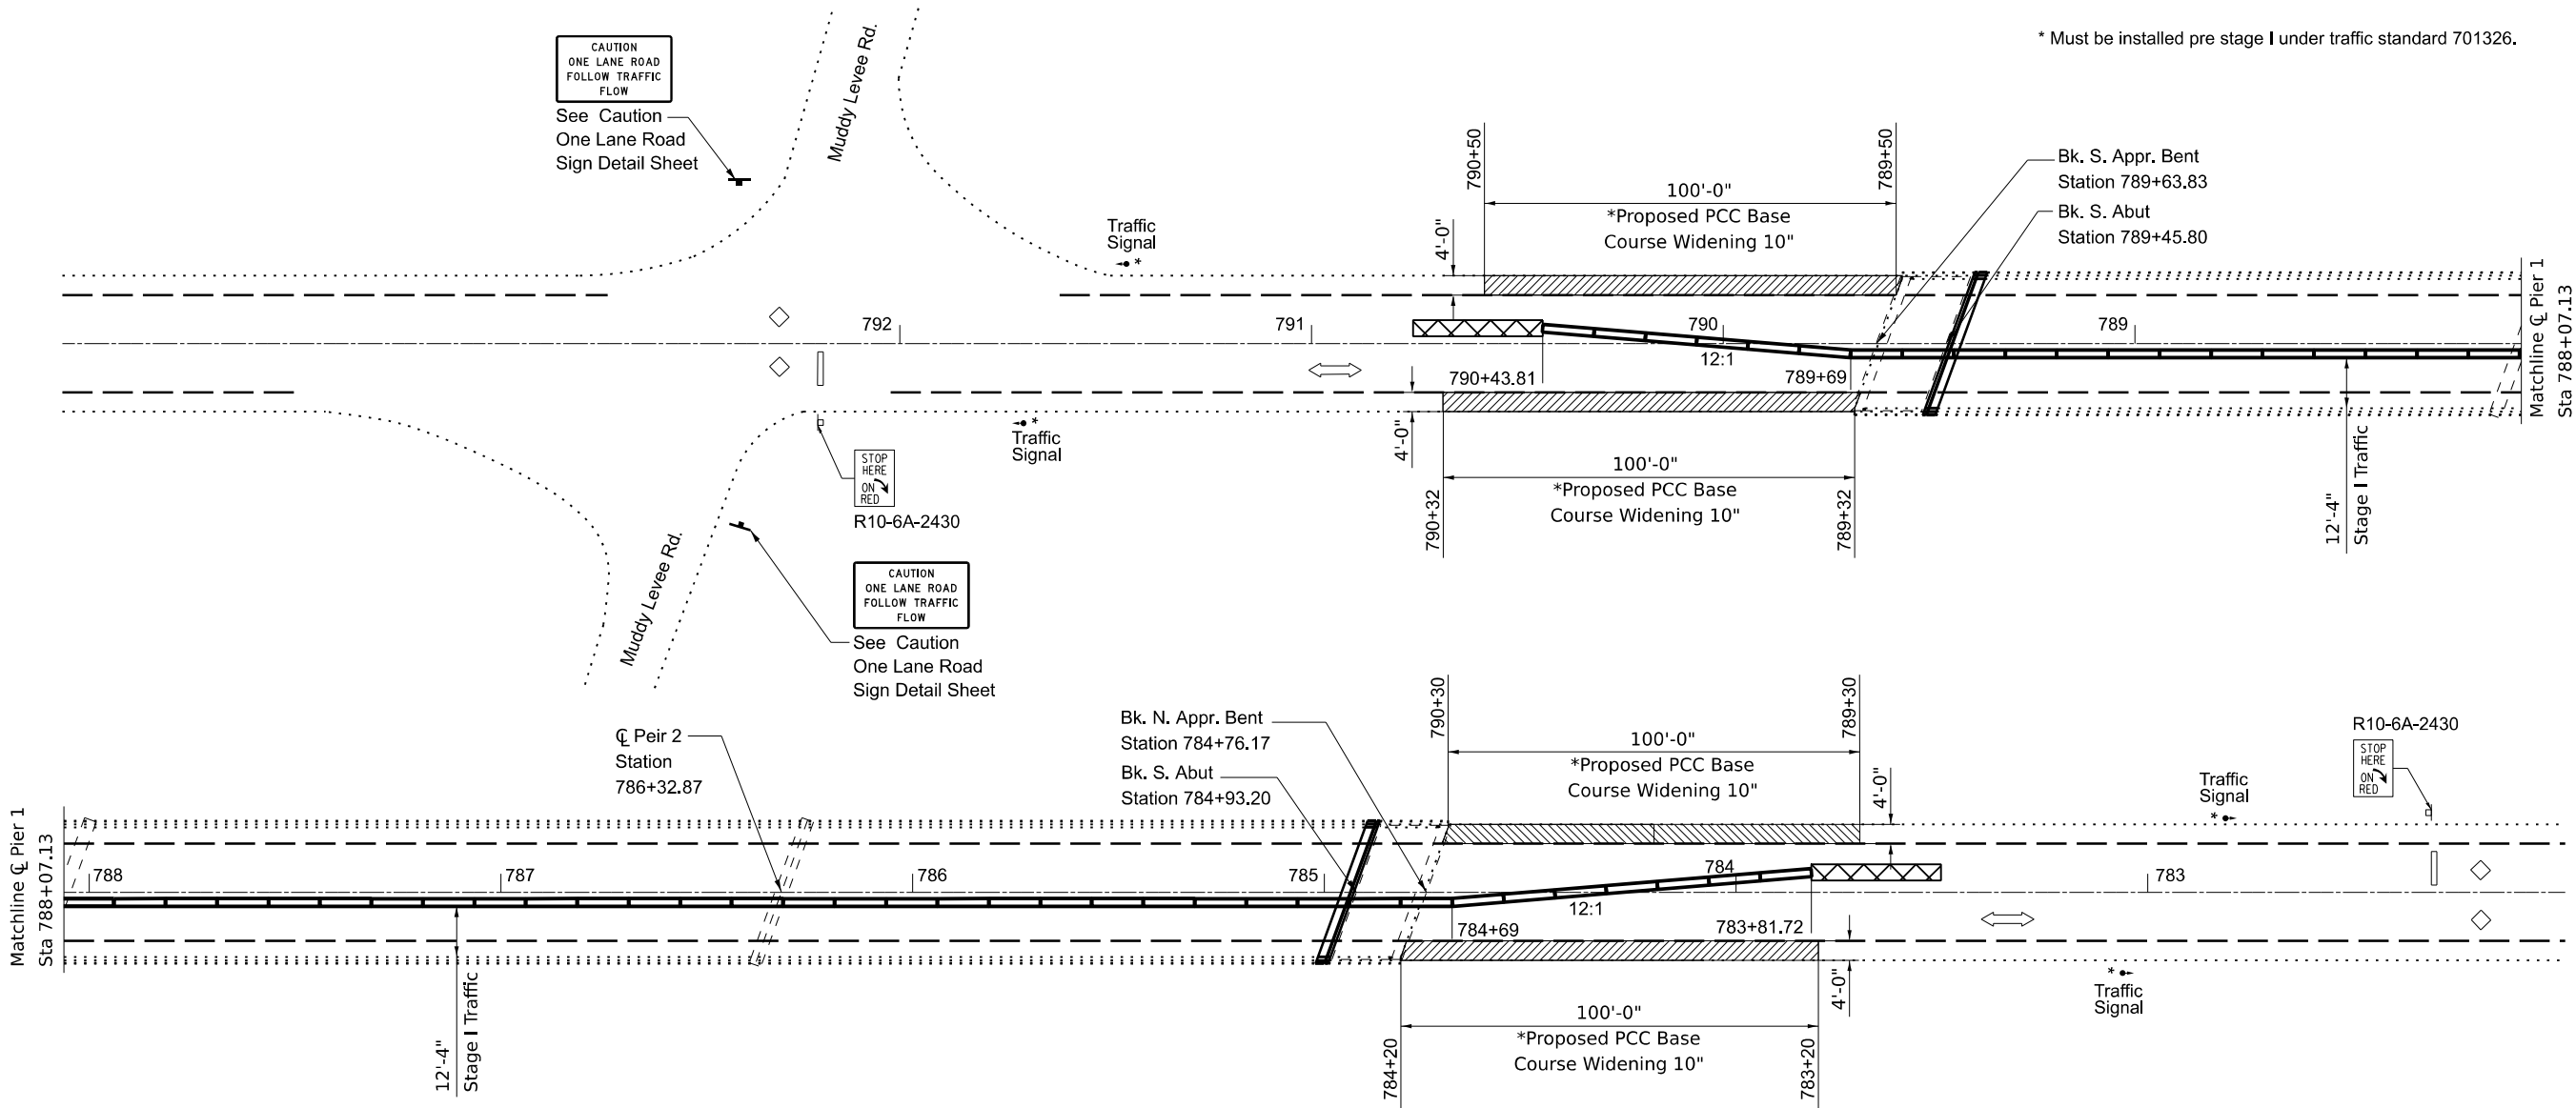 * Must be installed pre stage I under traffic standard 701326.
CAUTION
ONE LANE ROAD
FOLLOW TRAFFIC
FLOW
See Caution
One Lane Road
Sign Detail Sheet
Muddy Levee Rd.
Traffic
Signal
*
790+50
789+50
100'-0"
*Proposed PCC Base
Course Widening 10"
4'-0"
Bk. S. Appr. Bent
Station 789+63.83
Bk. S. Abut
Station 789+45.80
Matchline ℄ Pier 1
Sta 788+07.13
792
791
790
789
12:1
790+43.81
789+69
4'-0"
*
Traffic
Signal
STOP
HERE
ON
RED
R10-6A-2430
100'-0"
*Proposed PCC Base
Course Widening 10"
790+32
789+32
12'-4"
Stage I Traffic
Muddy Levee Rd.
CAUTION
ONE LANE ROAD
FOLLOW TRAFFIC
FLOW
See Caution
One Lane Road
Sign Detail Sheet
℄ Peir 2
Station
786+32.87
Bk. N. Appr. Bent
Station 784+76.17
Bk. S. Abut
Station 784+93.20
790+30
789+30
100'-0"
*Proposed PCC Base
Course Widening 10"
4'-0"
Traffic
Signal
*
R10-6A-2430
STOP
HERE
ON
RED
Matchline ℄ Pier 1
Sta 788+07.13
788
787
786
785
784
783
12:1
784+69
783+81.72
4'-0"
*
Traffic
Signal
12'-4"
Stage I Traffic
100'-0"
*Proposed PCC Base
Course Widening 10"
784+20
783+20